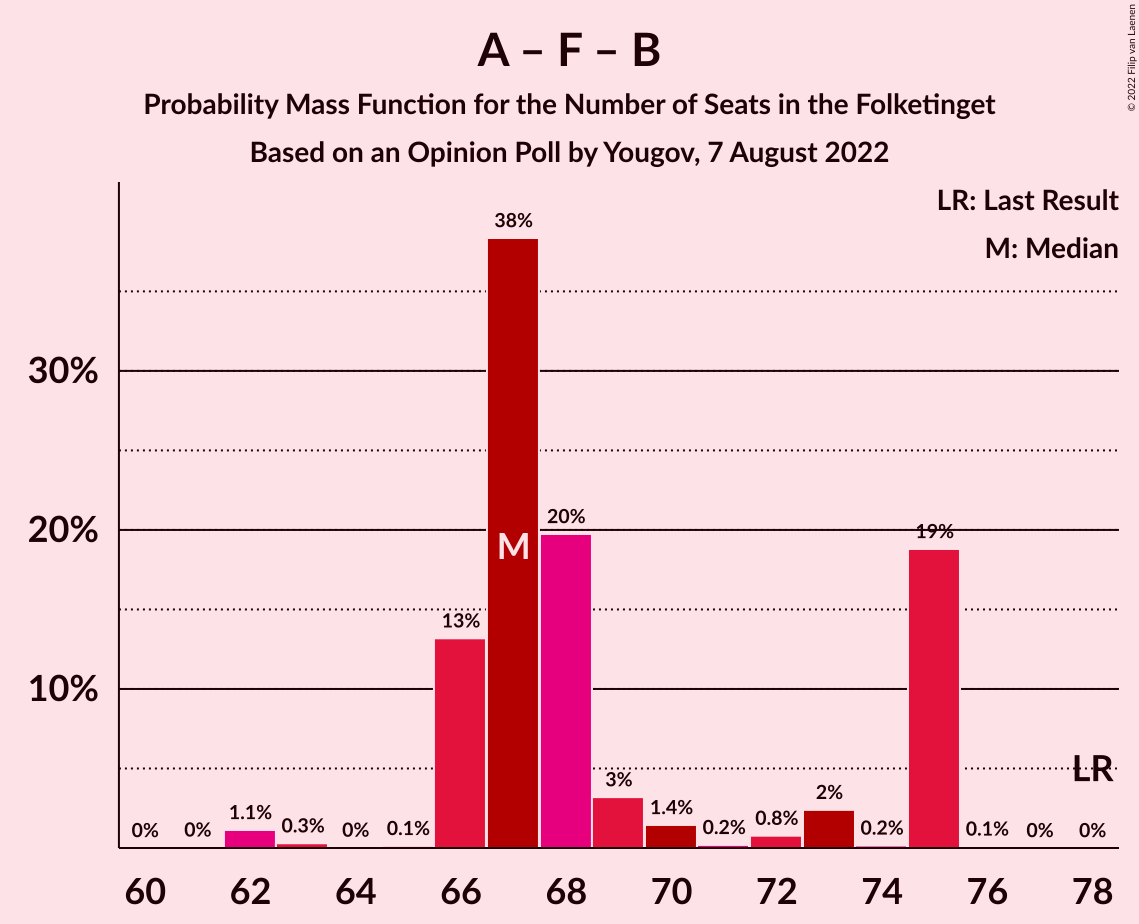 A – F – B
Probability Mass Function for the Number of Seats in the Folketinget
Based on an Opinion Poll by Yougov, 7 August 2022
© 2022 Filip van Laenen
LR: Last Result
M: Median
38%
30%
20%
19%
20%
M
13%
10%
LR
3%
2%
1.4%
1.1%
0.8%
0.3%
0.2%
0.2%
0.1%
0.1%
0%
0%
0%
0%
0%
60 62 64 66 68 70 72 74 76 78